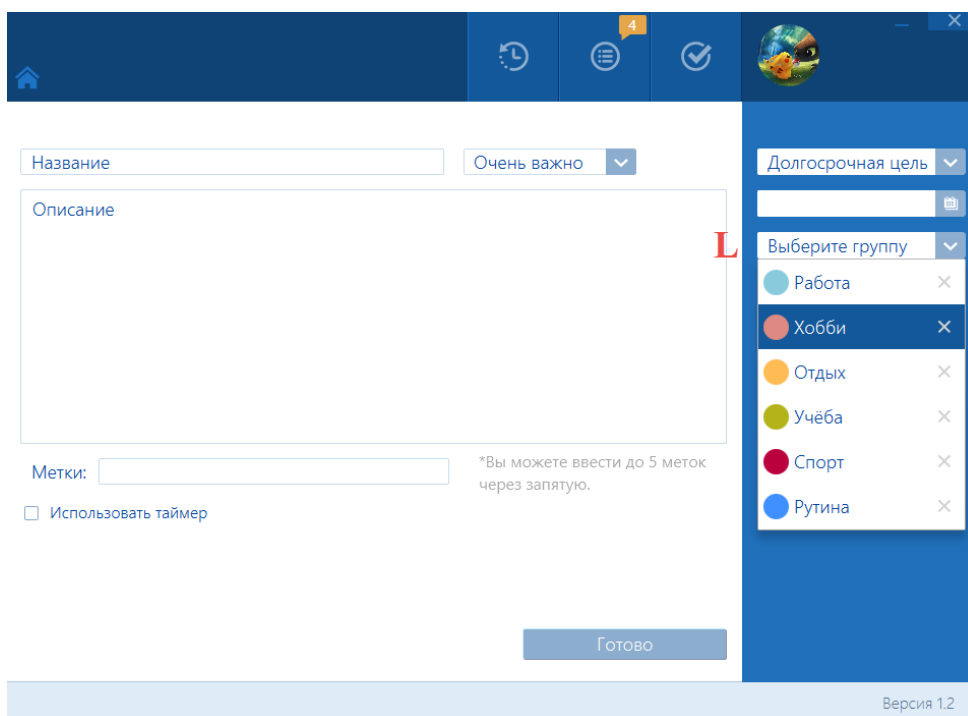 4
Название
Очень важно
Долгосрочная цель
Описание
L
Выберите группу
Работа
Хобби
Отдых
Учёба
Спорт
Рутина
Метки:
*Вы можете ввести до 5 меток
через запятую.
Использовать таймер
Готово
Версия 1.2